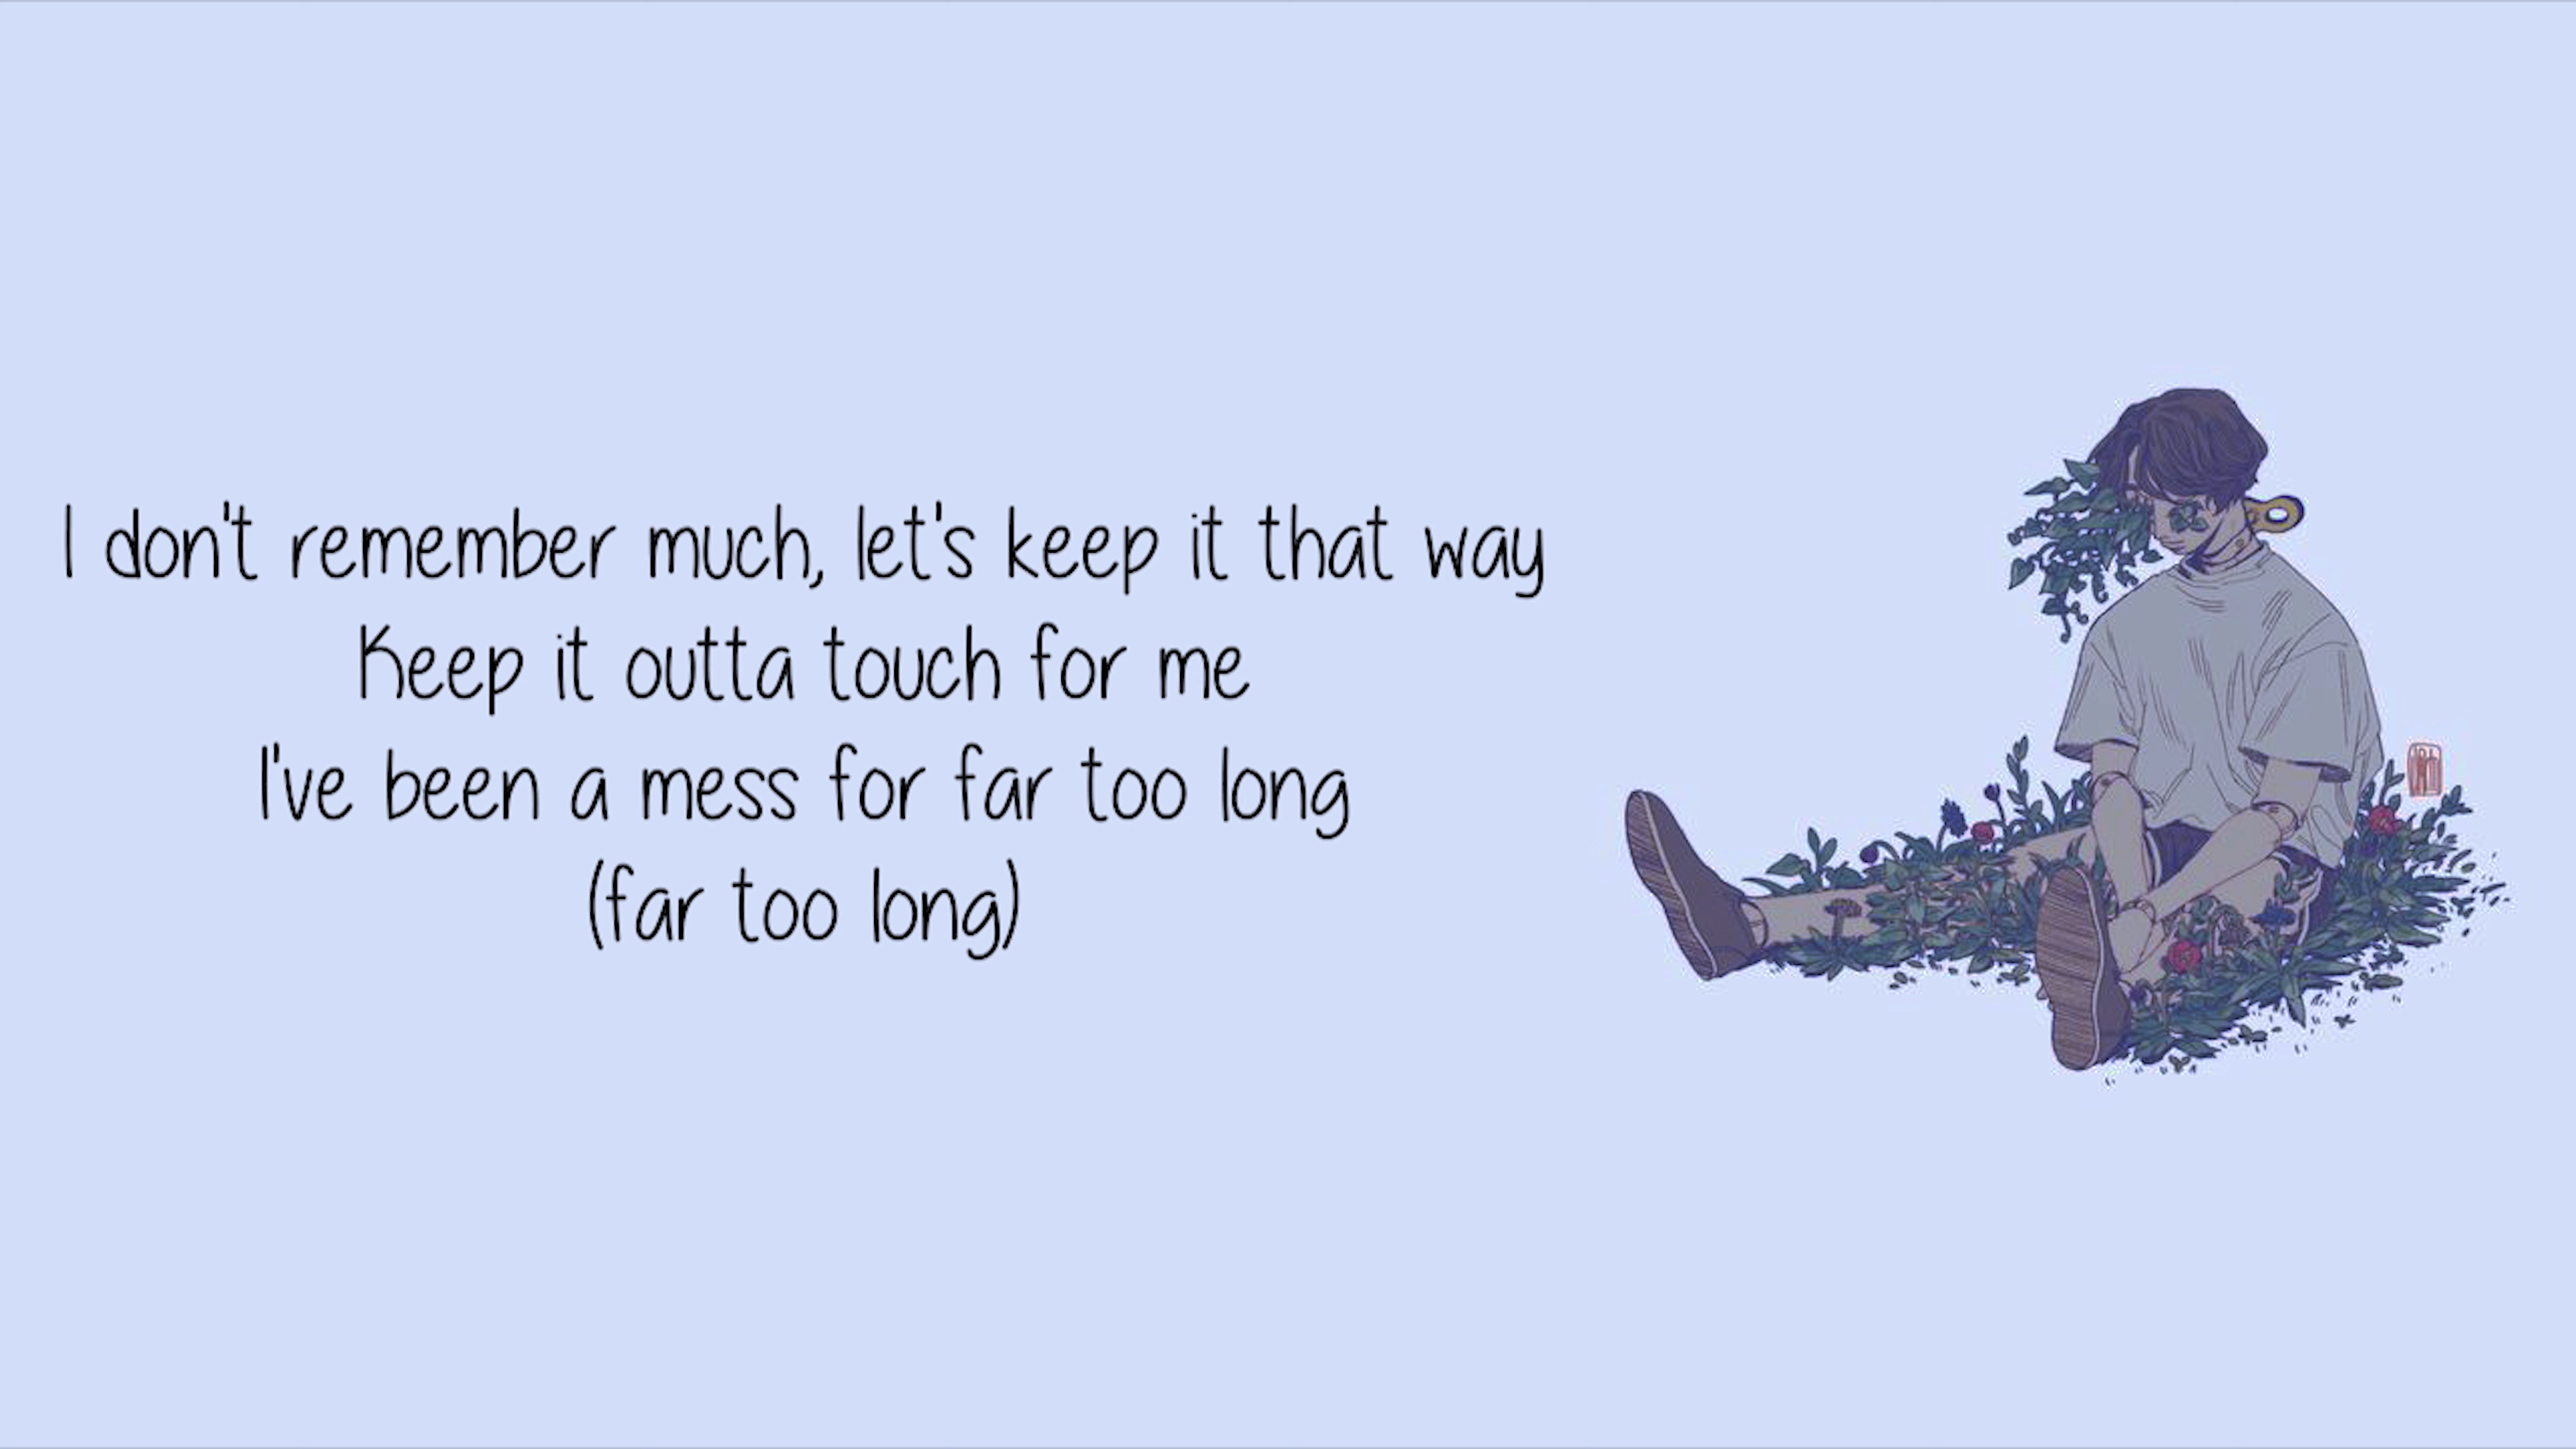 I don't remember much, let's keep it that way
Keep it outta touch for me
I've been a mess for far too long
(far too long)